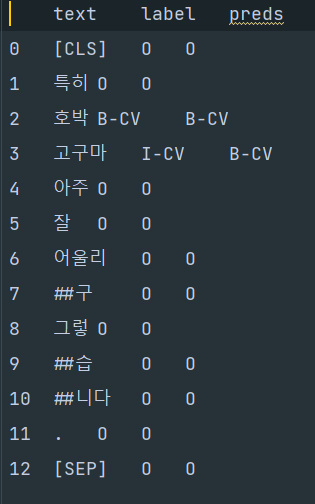 text label preds
0 [CLS] O O
1 특히 O O
2 호박 B-CV B-CV
3 고구마 I-CV B-CV
4 아주 O O
5 잘 O O
6 어울리 O O
7 ##구 O O
8 그렇 O O
9 ##습 O O
10 ##니다 O O
11 . O O
12 [SEP] O O